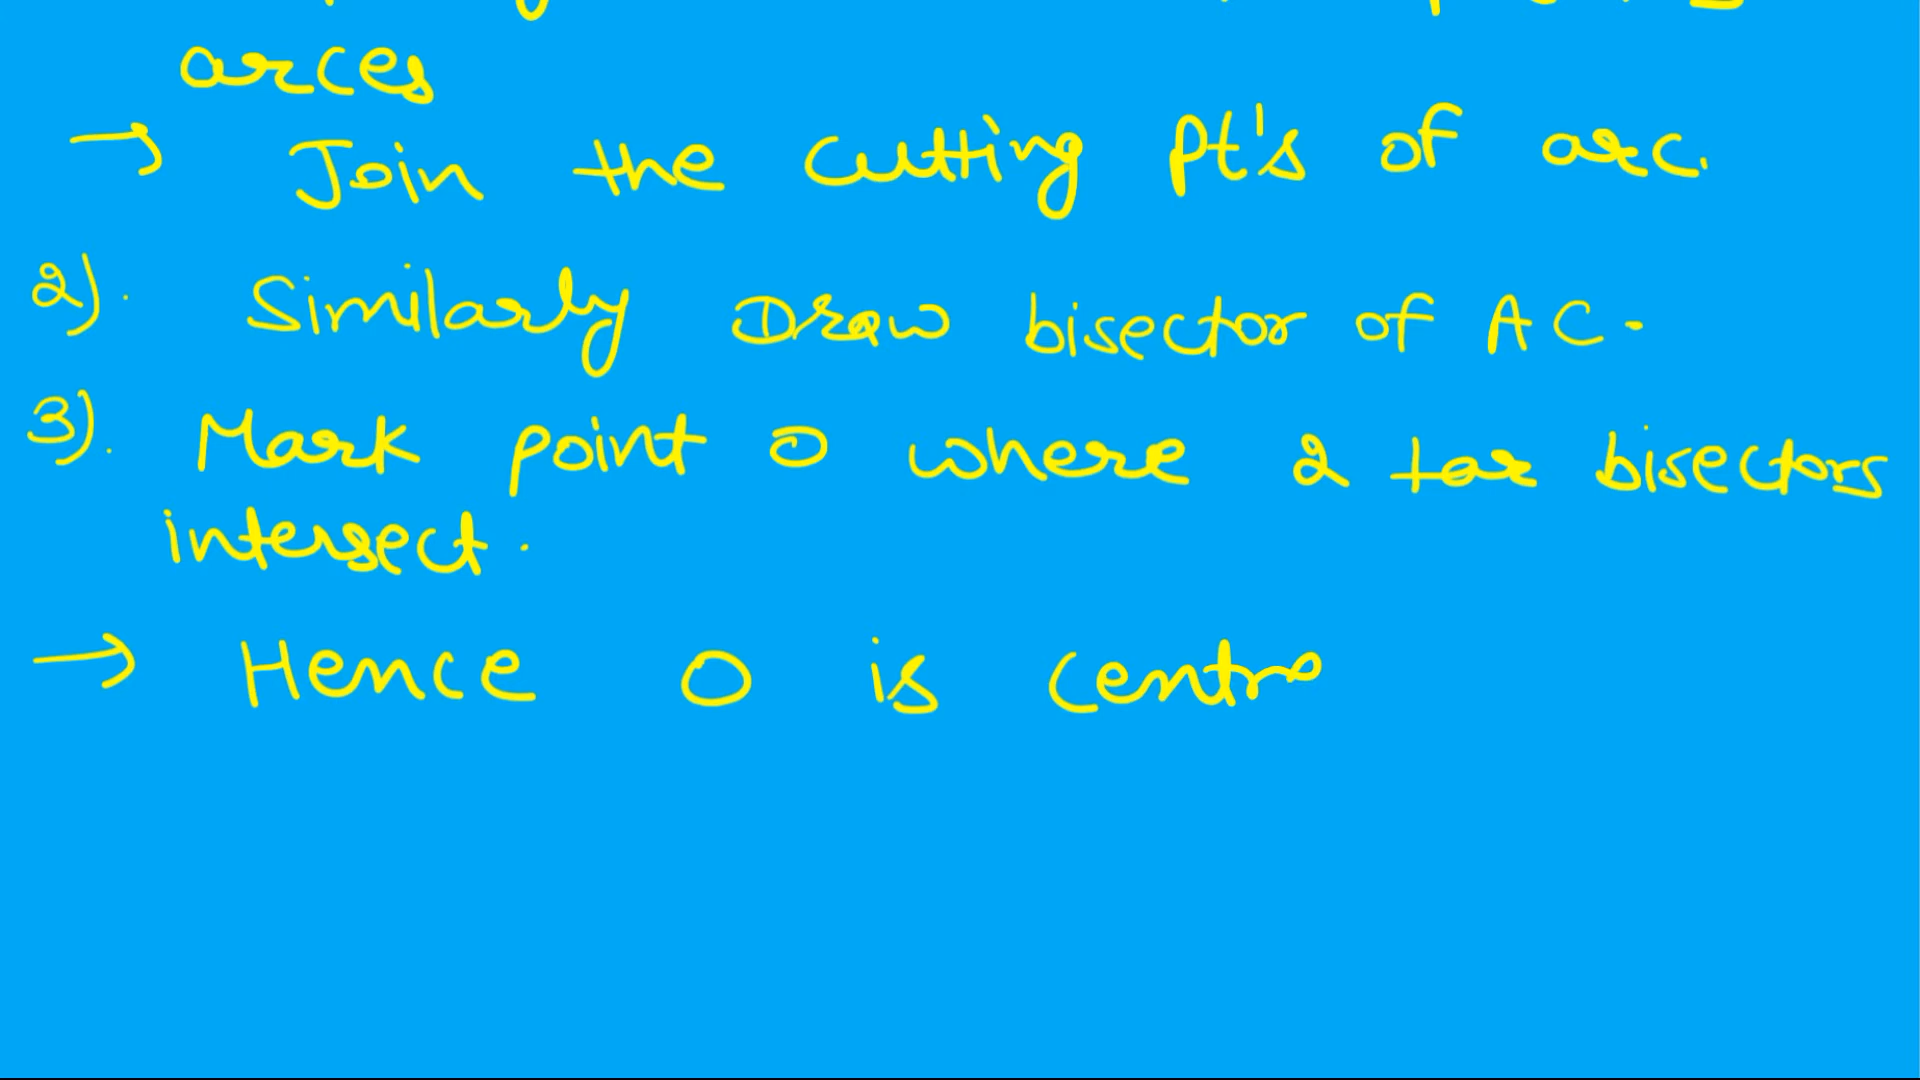 arces
→ Join the cutting pt's of arc.
2). Similarly Draw bisector of AC.
3). Mark point O where 2 tar bisectors
intersect.
→ Hence O is centre